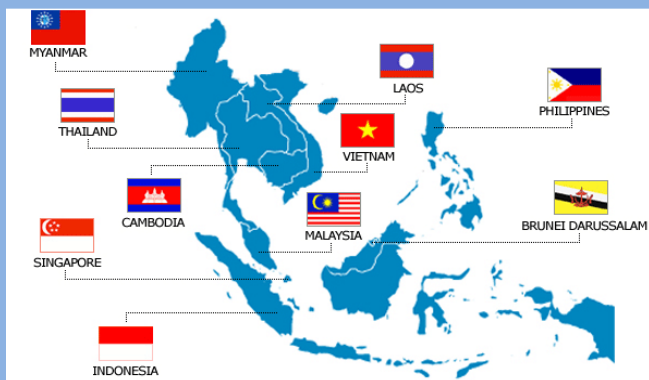 MYANMAR
LAOS
PHILIPPINES
THAILAND
VIETNAM
CAMBODIA
MALAYSIA
BRUNEI DARUSSALAM
SINGAPORE
INDONESIA